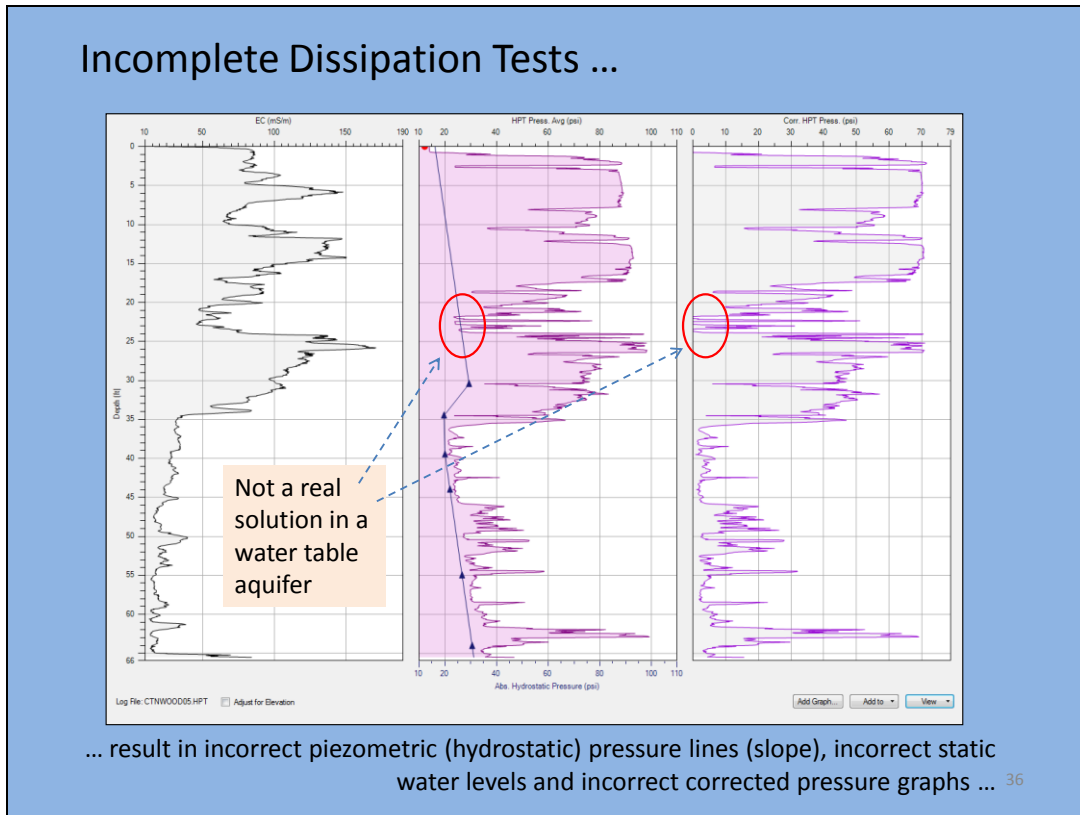 Incomplete Dissipation Tests ...
EC (mS/m)
10 50 100 150 190
HPT Press. Avg (psi)
10 20 40 60 80 100 110
Corr. HPT Press. (psi)
0 10 20 30 40 50 60 70 79
Depth (ft)
0
5
10
15
20
25
30
35
40
45
50
55
60
66
Not a real
solution in a
water table
aquifer
10 20 40 60 80 100 110
Abs. Hydrostatic Pressure (psi)
Log File: CTNWOOD05.HPT Adjust for Elevation
Add Graph... Add to View
... result in incorrect piezometric (hydrostatic) pressure lines (slope), incorrect static
water levels and incorrect corrected pressure graphs ... 36